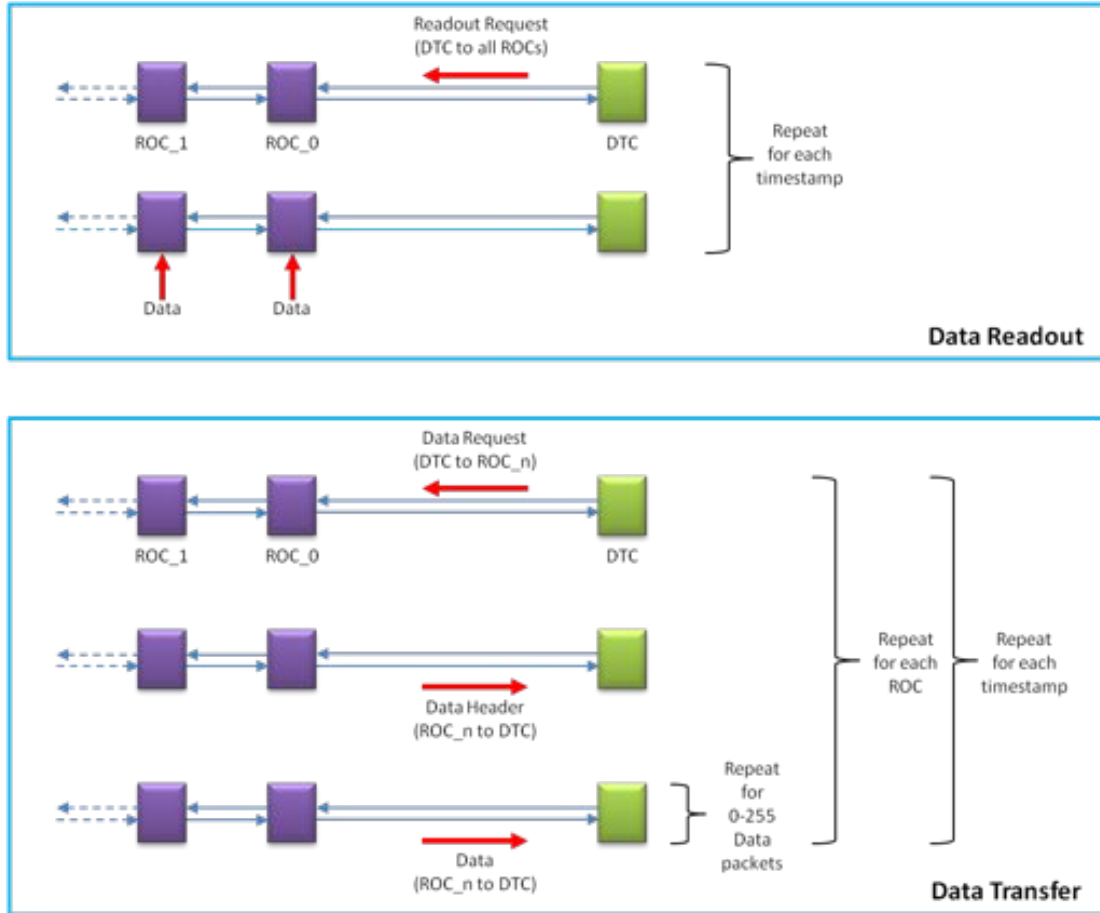 Readout Request
(DTC to all ROCs)
ROC_1
ROC_0
DTC
Repeat
for each
timestamp
Data
Data
Data Readout
Data Request
(DTC to ROC_n)
ROC_1
ROC_0
DTC
Data Header
(ROC_n to DTC)
Repeat
for each
ROC
Repeat
for each
timestamp
Repeat
for
0-255
Data
packets
Data
(ROC_n to DTC)
Data Transfer